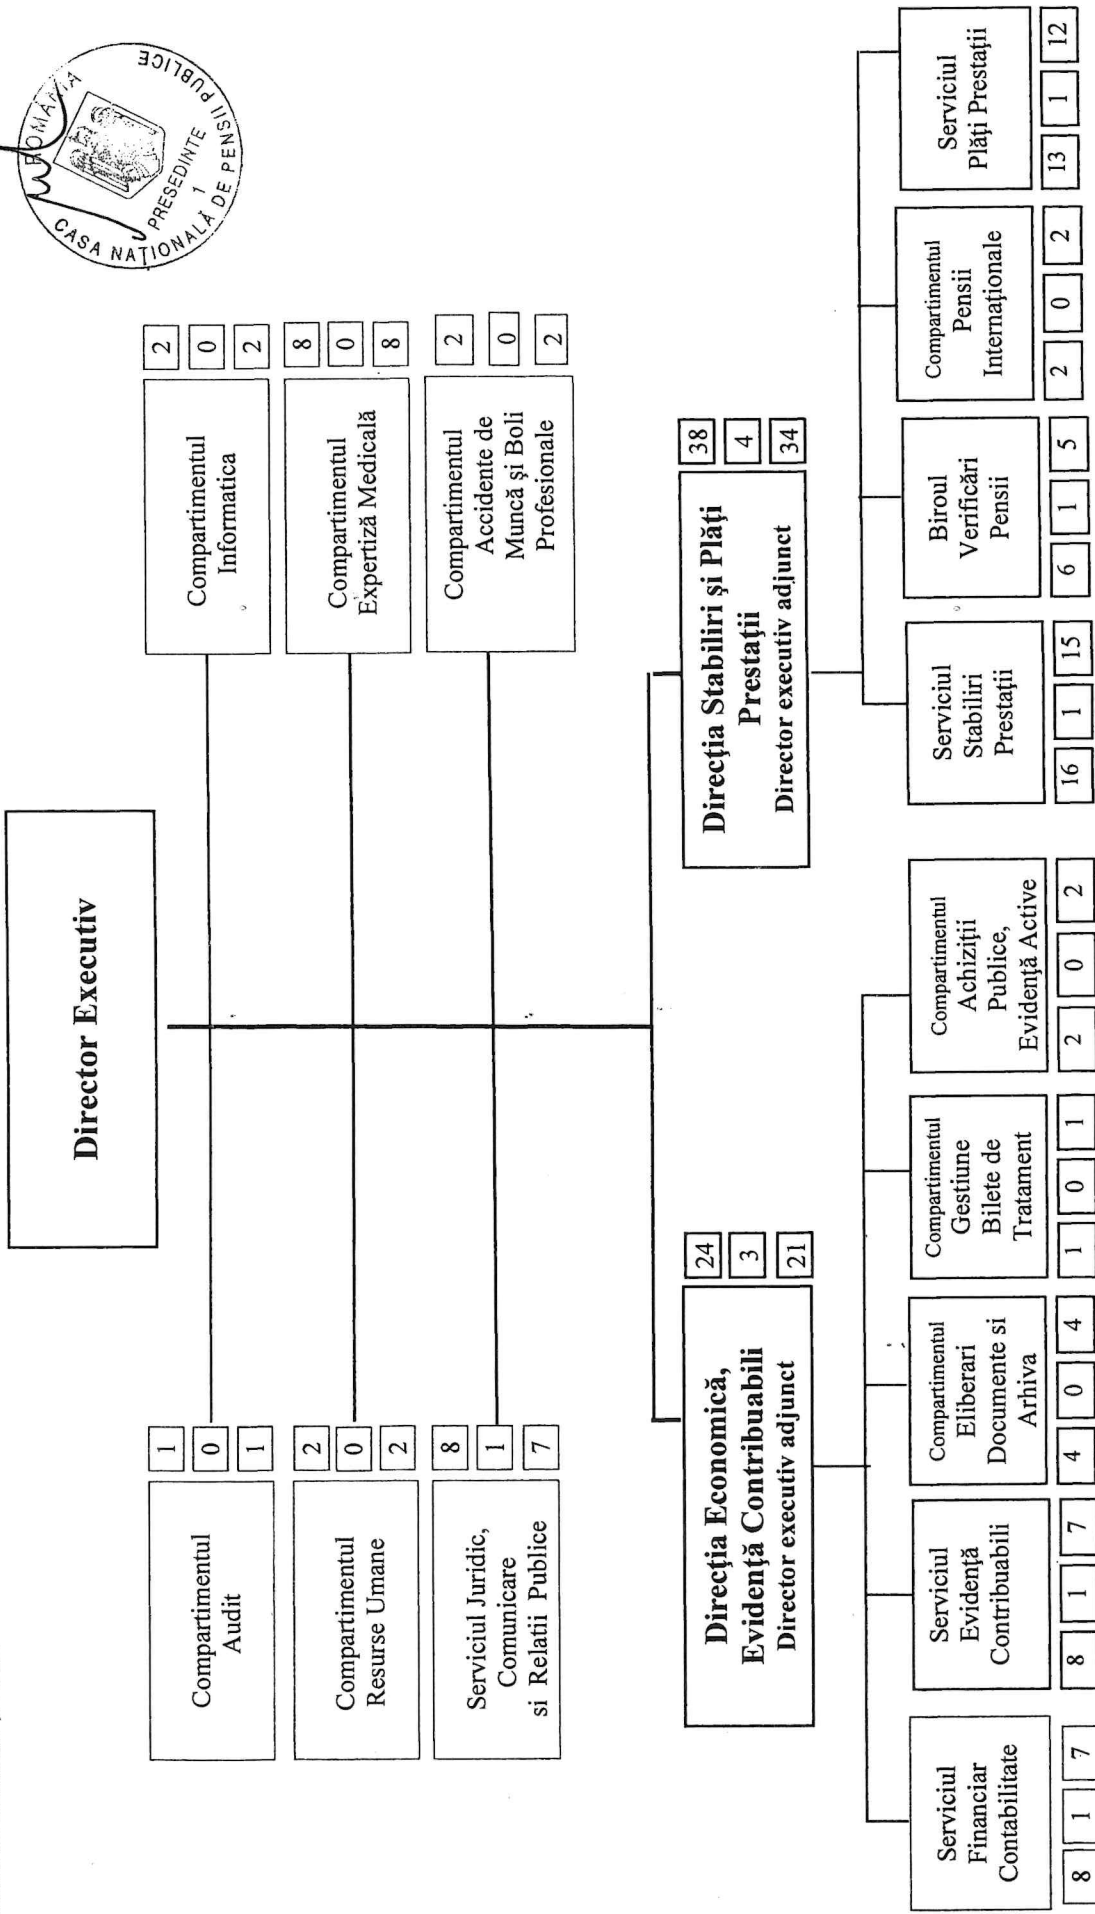 ROMÂNIA
CASA NAŢIONALĂ DE PENSII PUBLICE
PRESEDINTE
1
Director Executiv
Compartimentul
Audit
1
0
1
Compartimentul
Informatica
2
0
2
Compartimentul
Resurse Umane
2
0
2
Compartimentul
Expertiză Medicală
8
0
8
Serviciul Juridic,
Comunicare
si Relatii Publice
8
1
7
Compartimentul
Accidente de
Muncă şi Boli
Profesionale
2
0
2
Direcţia Economică,
Evidenţă Contribuabili
Director executiv adjunct
24
3
21
Direcţia Stabiliri şi Plăţi
Prestaţii
Director executiv adjunct
38
4
34
Serviciul
Financiar
Contabilitate
8 1 7
Serviciul
Evidenţă
Contribuabili
8 1 7
Compartimentul
Eliberari
Documente si
Arhiva
4 0 4
Compartimentul
Gestiune
Bilete de
Tratament
1 0 1
Compartimentul
Achiziţii
Publice,
Evidenţă Active
2 0 2
Serviciul
Stabiliri
Prestaţii
16 1 15
Biroul
Verificări
Pensii
6 1 5
Compartimentul
Pensii
Internaţionale
2 0 2
Serviciul
Plăţi Prestaţii
13 1 12